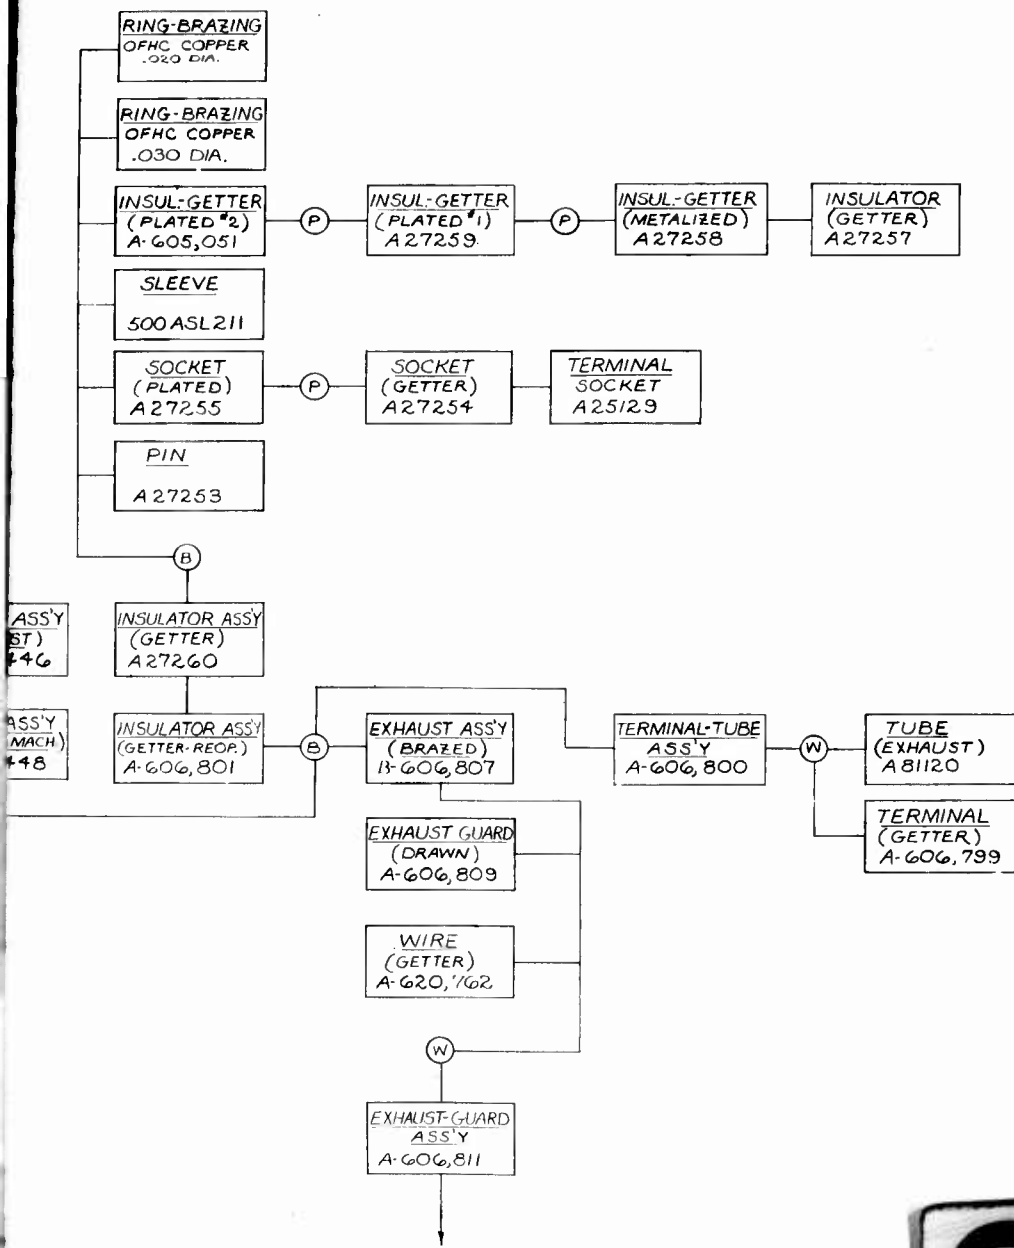 RING-BRAZING
OFHC COPPER
.020 DIA.
RING-BRAZING
OFHC COPPER
.030 DIA.
INSUL-GETTER
(PLATED #2)
A-605,051
P
INSUL-GETTER
(PLATED #1)
A27259
P
INSUL-GETTER
(METALIZED)
A27258
INSULATOR
(GETTER)
A27257
SLEEVE
500ASL211
SOCKET
(PLATED)
A27255
P
SOCKET
(GETTER)
A27254
TERMINAL
SOCKET
A25129
PIN
A27253
B
ASS'Y
ST)
446
INSULATOR ASS'Y
(GETTER)
A27260
ASS'Y
MACH.)
448
INSULATOR ASS'Y
(GETTER-REOP.)
A-606,801
B
EXHAUST ASS'Y
(BRAZED)
B-606,807
TERMINAL-TUBE
ASS'Y
A-606,800
W
TUBE
(EXHAUST)
A81120
TERMINAL
(GETTER)
A-606,799
EXHAUST GUARD
(DRAWN)
A-606,809
WIRE
(GETTER)
A-620,762
W
EXHAUST-GUARD
ASS'Y
A-606,811